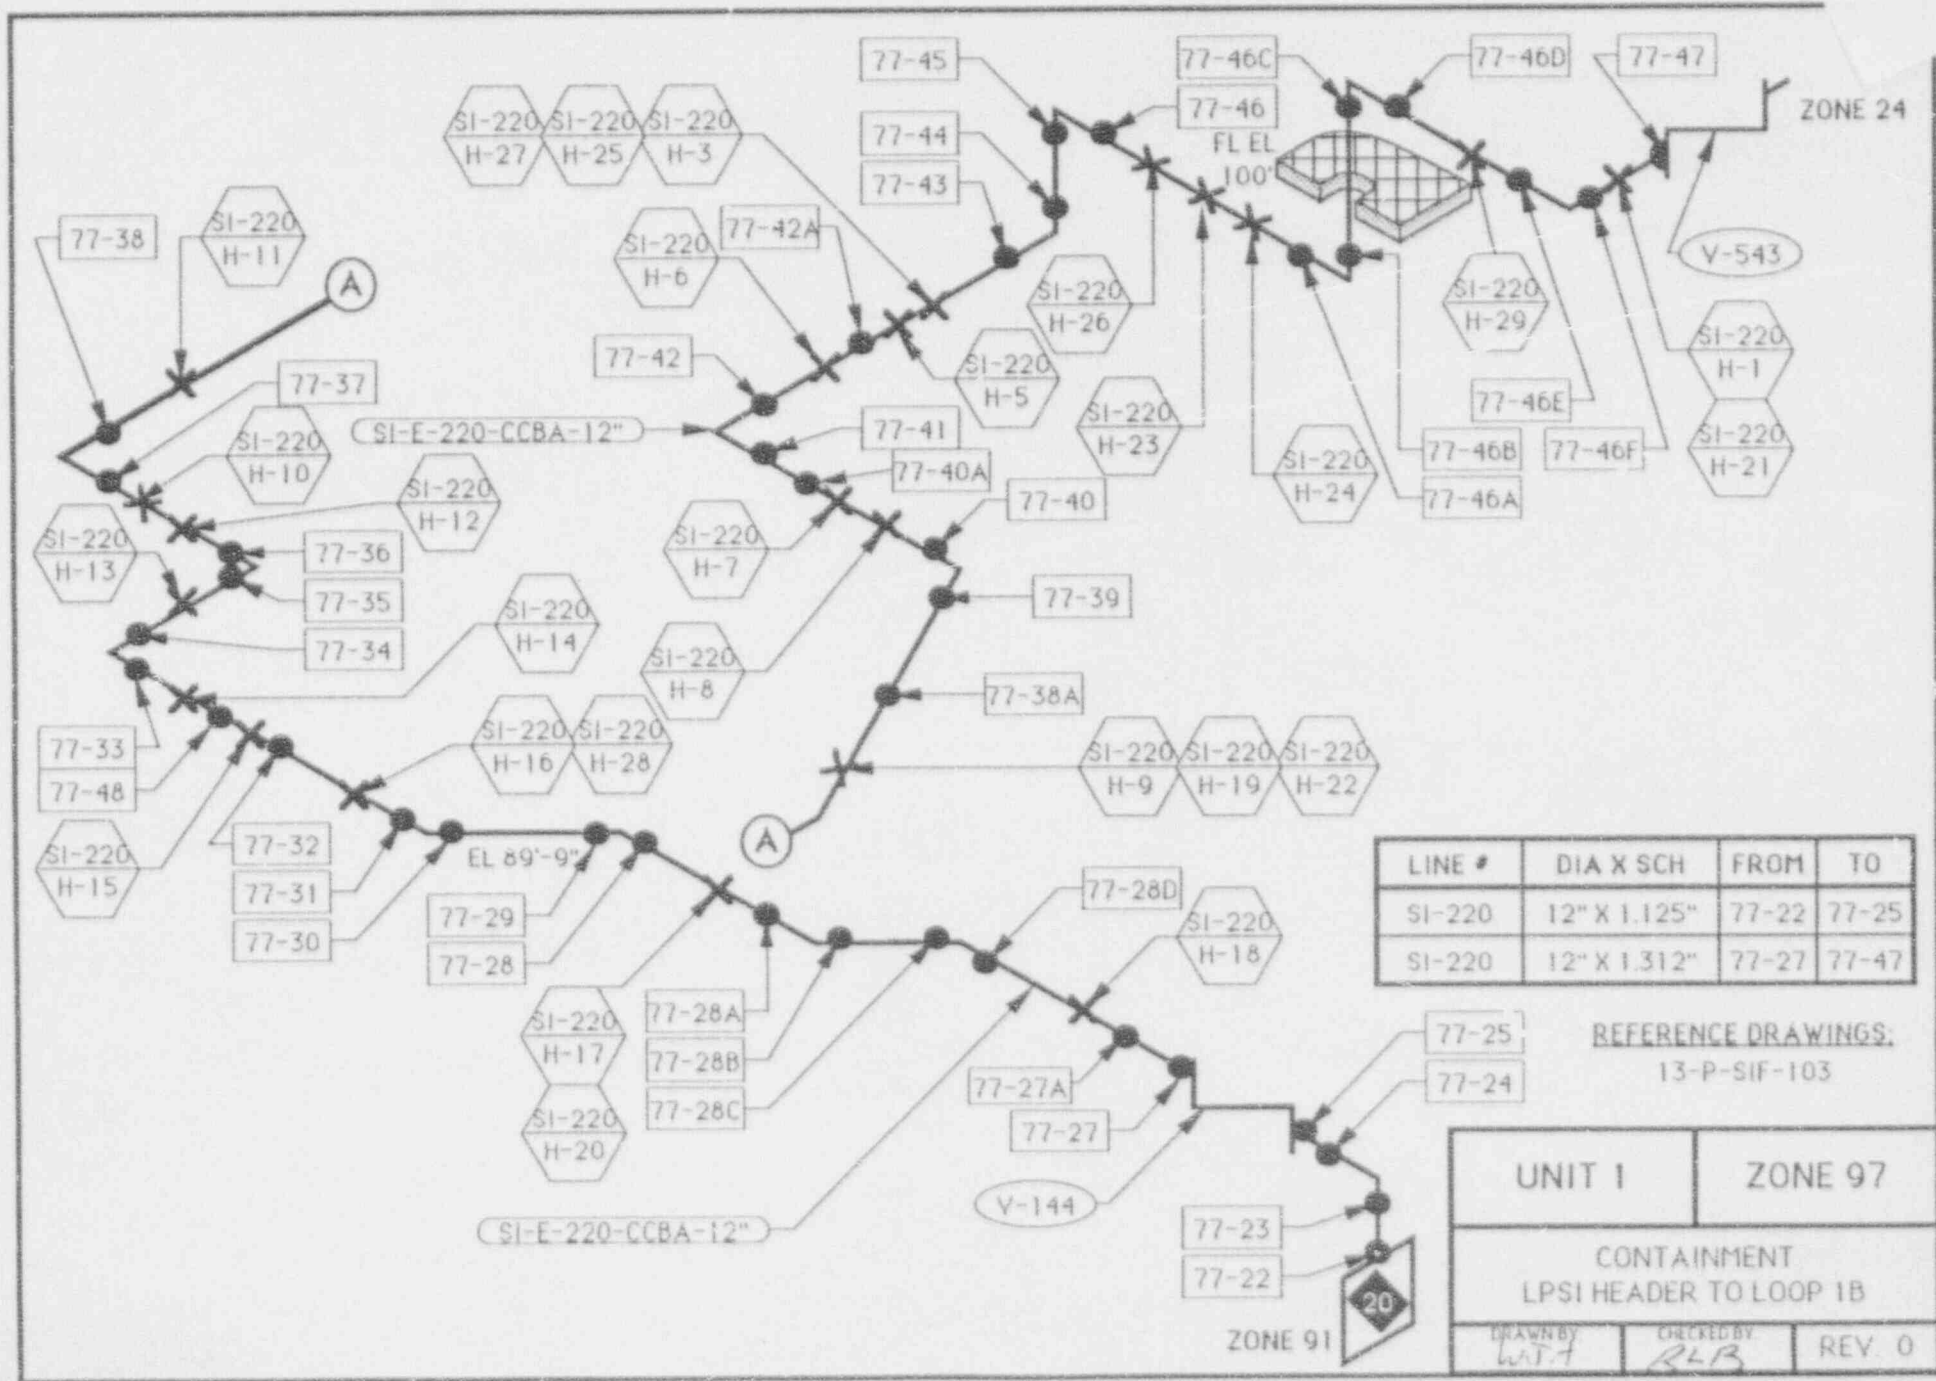 77-45
77-46C
77-46D
77-47
SI-220
H-27
SI-220
H-25
SI-220
H-3
77-44
77-46
ZONE 24
FL EL
100'
77-43
77-38
SI-220
H-11
SI-220
H-6
77-42A
V-543
A
SI-220
H-26
SI-220
H-29
SI-220
H-1
77-42
77-37
SI-220
H-5
77-46E
SI-E-220-CCBA-12"
77-41
SI-220
H-23
SI-220
H-10
77-46B
77-46F
SI-220
H-21
77-40A
SI-220
H-24
SI-220
H-12
77-40
77-46A
SI-220
H-13
77-36
SI-220
H-7
77-35
77-39
SI-220
H-14
77-34
SI-220
H-8
77-38A
77-33
77-48
SI-220
H-16
SI-220
H-28
SI-220
H-9
SI-220
H-19
SI-220
H-22
SI-220
H-15
77-32
EL 89'-9"
A
77-31
77-28D
77-29
77-30
77-28
SI-220
H-18
LINE # DIA X SCH FROM TO
SI-220 12" X 1.125" 77-22 77-25
SI-220 12" X 1.312" 77-27 77-47
SI-220
H-17
77-28A
77-28B
77-28C
77-25
77-24
REFERENCE DRAWINGS:
13-P-SIF-103
77-27A
77-27
SI-220
H-20
SI-E-220-CCBA-12"
V-144
77-23
77-22
20
ZONE 91
UNIT 1 ZONE 97
CONTAINMENT
LPSI HEADER TO LOOP 1B
DRAWN BY
CHECKED BY
RLB
REV. 0